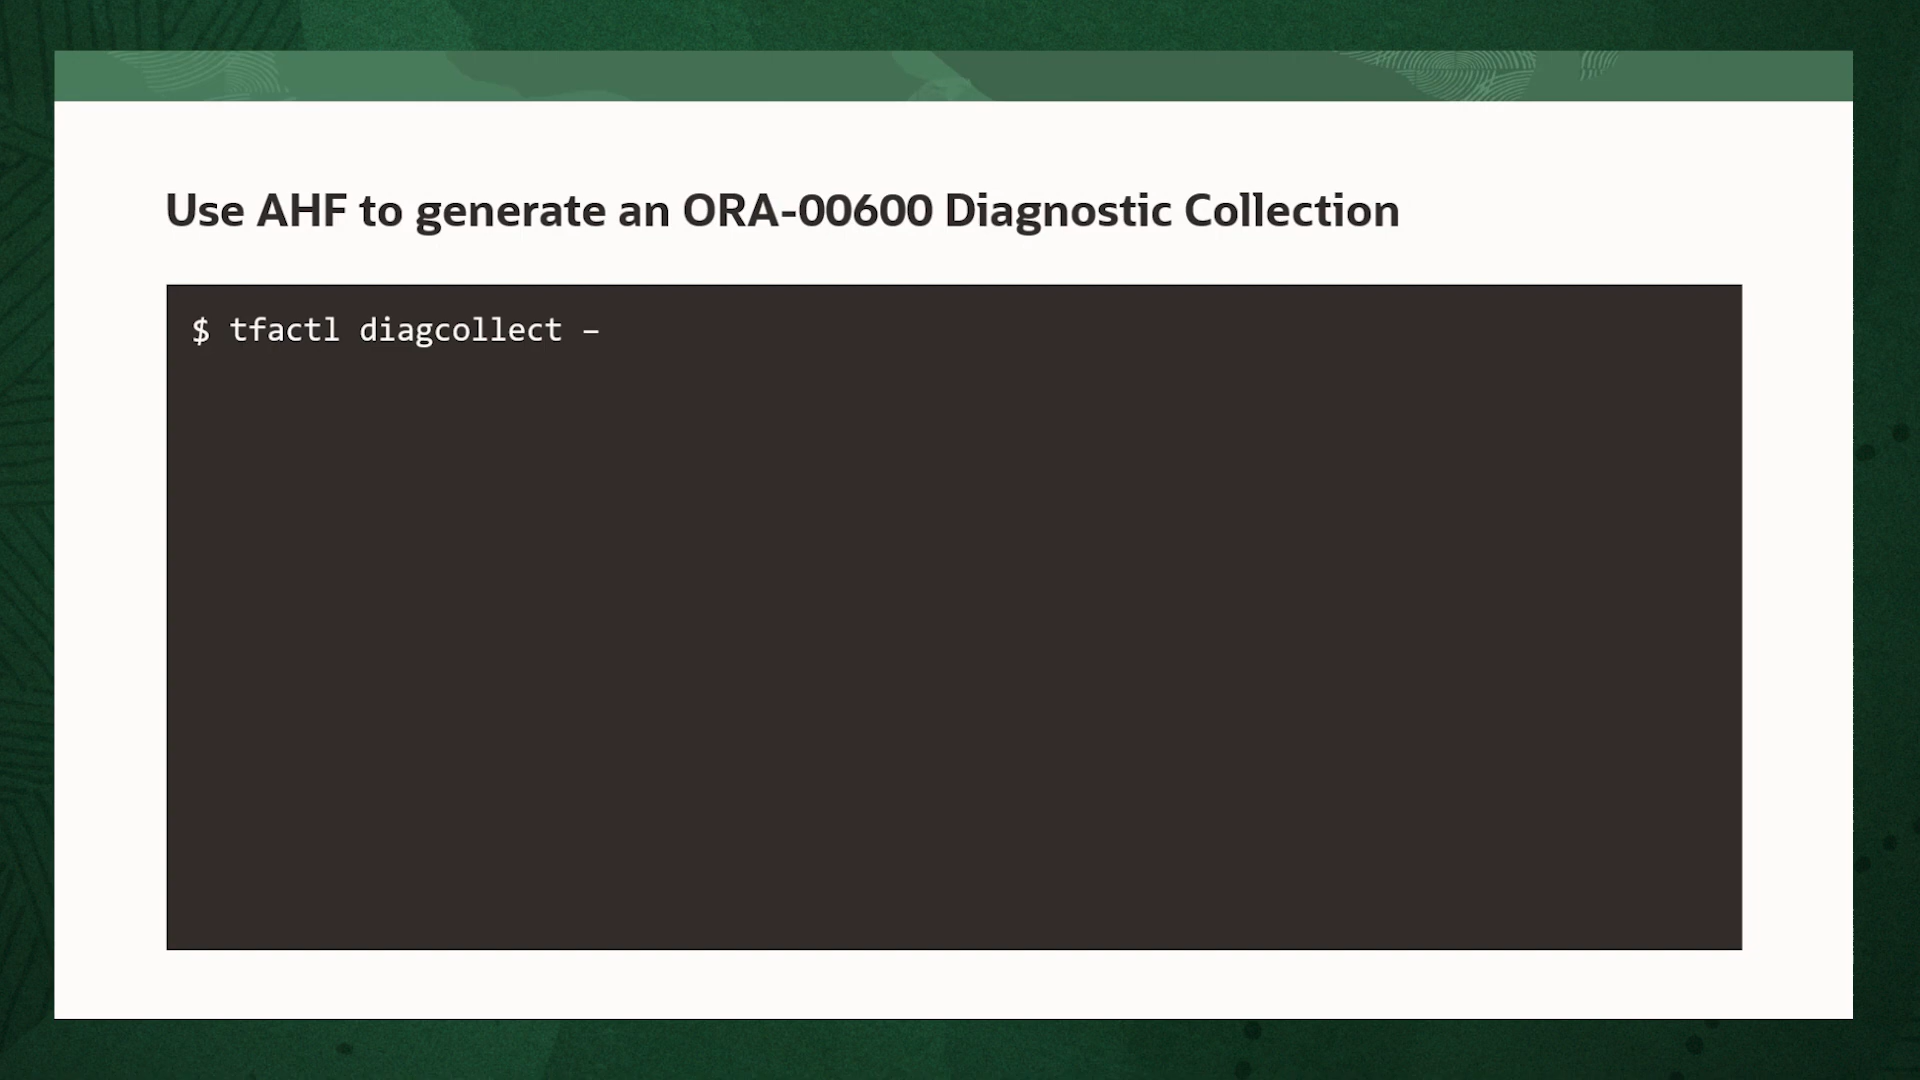 Use AHF to generate an ORA-00600 Diagnostic Collection
$ tfactl diagcollect –